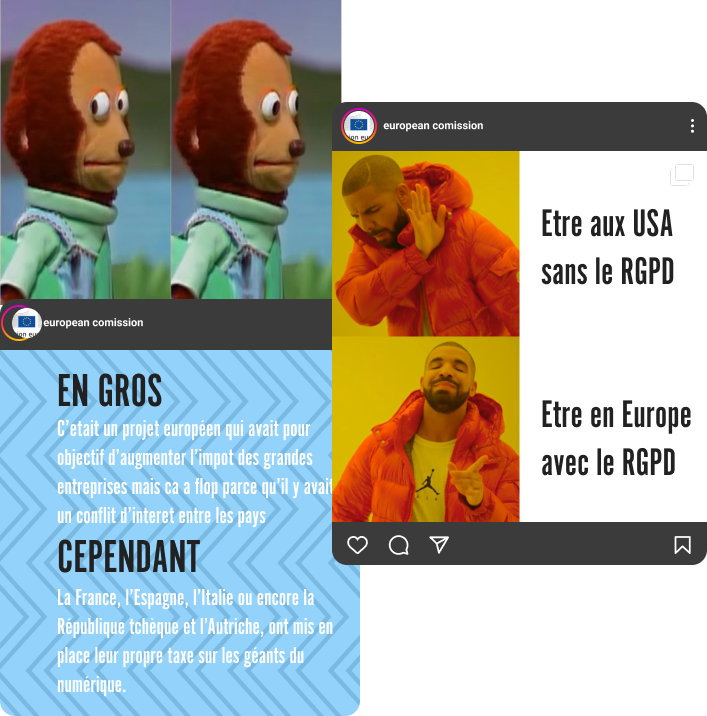 european comission
Etre aux USA
sans le RGPD
Etre en Europe
avec le RGPD
european comission
EN GROS
C'etait un projet européen qui avait pour
objectif d'augmenter l'impot des grandes
entreprises mais ca a flop parce qu'il y avait
un conflit d'interet entre les pays
CEPENDANT
La France, l'Espagne, l'Italie ou encore la
République tchèque et l'Autriche, ont mis en
place leur propre taxe sur les géants du
numérique.